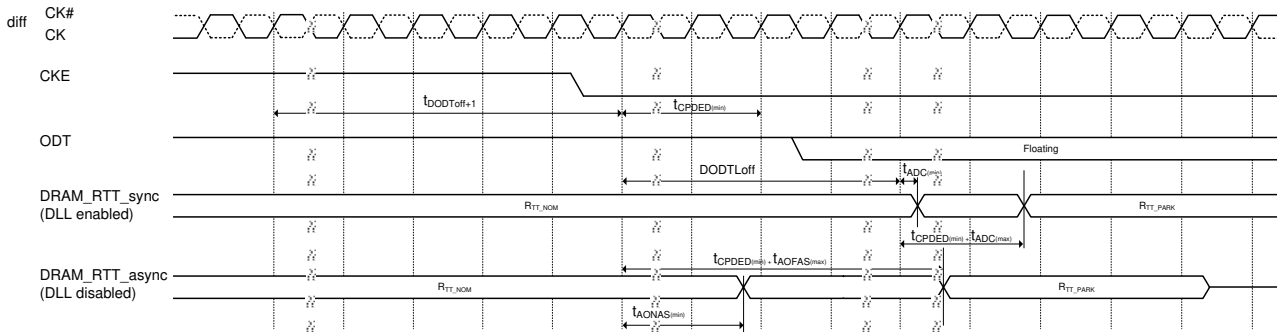 CK#
diff
CK
CKE
tDODToff+1
tCPDED(min)
ODT
Floating
DODTLoff
tADC(min)
DRAM_RTT_sync
(DLL enabled)
RTT_NOM
RTT_PARK
tCPDED(min) + tADC(max)
tCPDED(min) + tAOFAS(max)
DRAM_RTT_async
(DLL disabled)
RTT_NOM
RTT_PARK
tAONAS(min)